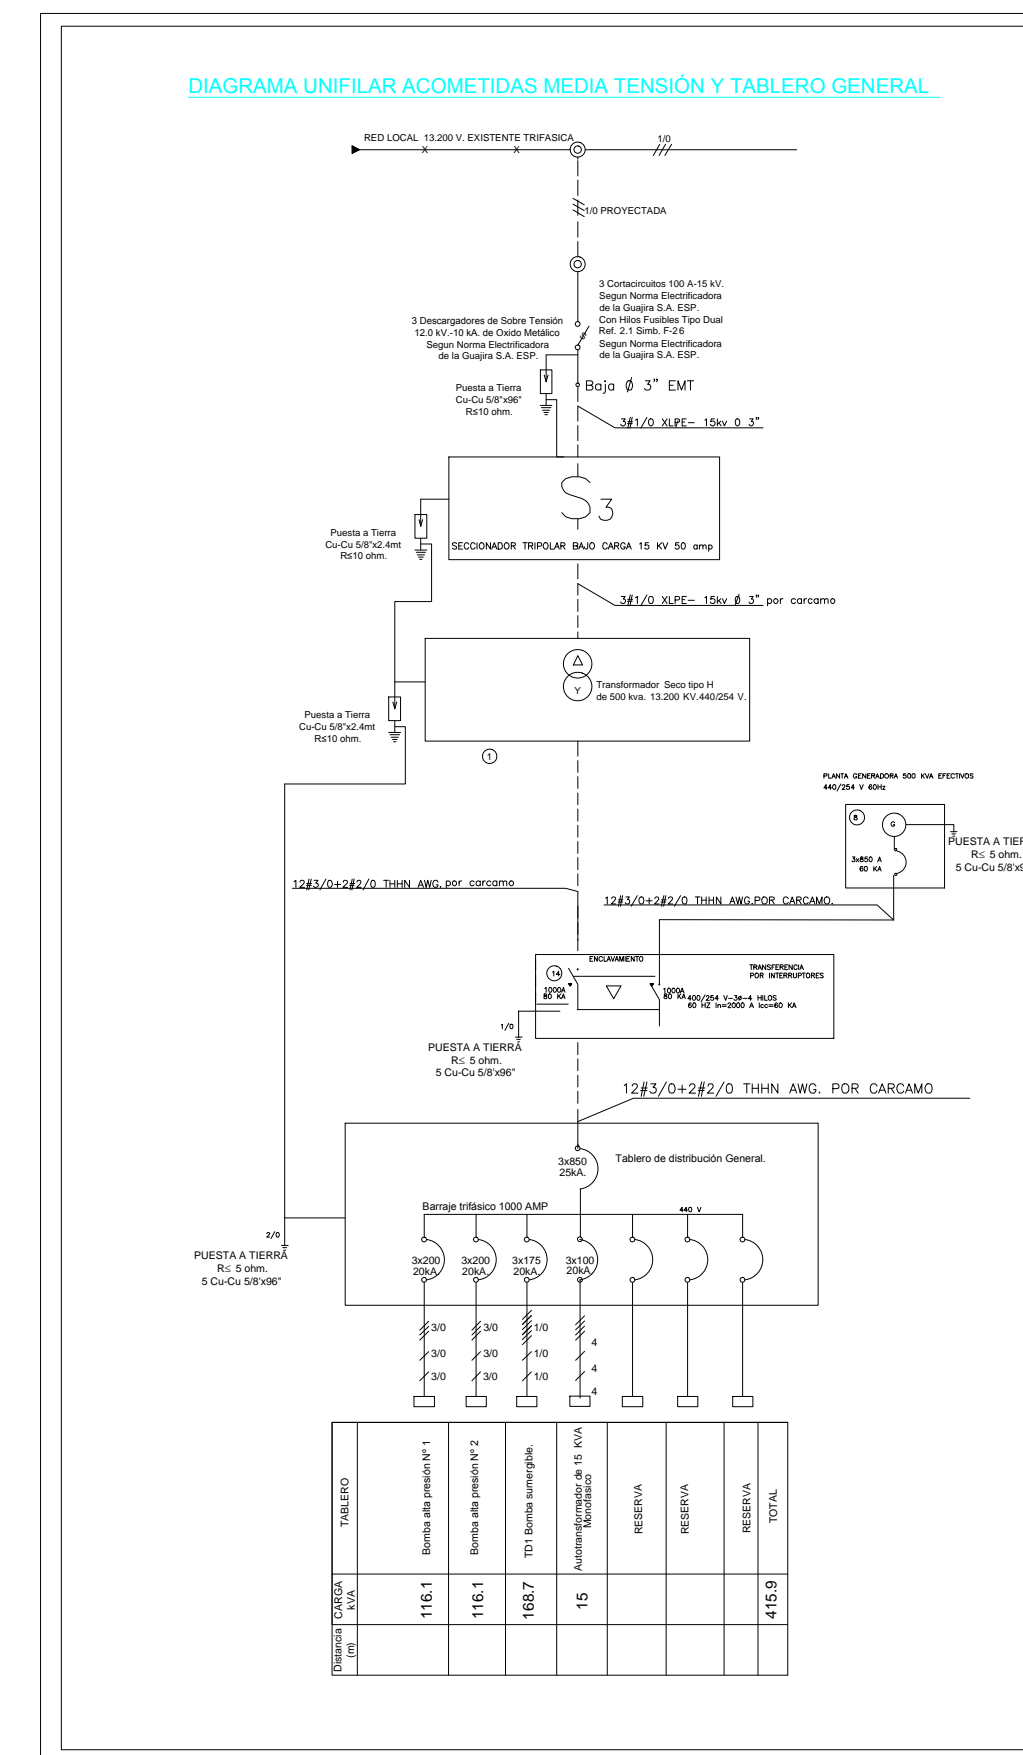 DIAGRAMA UNIFILAR ACOMETIDAS MEDIA TENSIÓN Y TABLERO GENERAL
RED LOCAL 13.200 V. EXISTENTE TRIFASICA
1/0
1/0 PROYECTADA
3 Cortacircuitos 100 A-15 kV.
Segun Norma Electrificadora
de la Guajira S.A. ESP.
Con Hilos Fusibles Tipo Dual
Ref. 2.1 Simb. F-26
Segun Norma Electrificadora
de la Guajira S.A. ESP.
3 Descargadores de Sobre Tensión
12.0 kV.-10 kA. de Oxido Metálico
Segun Norma Electrificadora
de la Guajira S.A. ESP.
Puesta a Tierra
Cu-Cu 5/8"x96"
R≤10 ohm.
Baja Ø 3" EMT
3#1/0 XLPE- 15kv 0 3"
S3
SECCIONADOR TRIPOLAR BAJO CARGA 15 KV 50 amp
Puesta a Tierra
Cu-Cu 5/8"x2.4mt
R≤10 ohm.
3#1/0 XLPE- 15kv Ø 3" por carcamo
Y
Transformador Seco tipo H
de 500 kva. 13.200 KV.440/254 V.
Puesta a Tierra
Cu-Cu 5/8"x2.4mt
R≤10 ohm.
1
PLANTA GENERADORA 500 KVA EFECTIVOS
440/254 V 60Hz
8
G
3x850 A
60 KA
PUESTA A TIER
R≤ 5 ohm.
5 Cu-Cu 5/8'x9
12#3/0+2#2/0 THHN AWG. por carcamo
12#3/0+2#2/0 THHN AWG.POR CARCAMO.
ENCLAVAMIENTO
14
TRANSFERENCIA
POR INTERRUPTORES
1000A
80 KA
1000A
80 KA
400/254 V-3ø-4 HILOS
60 HZ In=2000 A Icc=60 KA
1/0
PUESTA A TIERRA
R≤ 5 ohm.
5 Cu-Cu 5/8'x96"
12#3/0+2#2/0 THHN AWG. POR CARCAMO
3x850
25kA.
Tablero de distribución General.
Barraje trifásico 1000 AMP
440 V
2/0
PUESTA A TIERRA
R≤ 5 ohm.
5 Cu-Cu 5/8'x96"
3x200
20kA.
3x200
20kA.
3x175
20kA.
3x100
20kA.
3/0
3/0
1/0
4
3/0
3/0
1/0
4
3/0
3/0
1/0
4
TABLERO
Bomba alta presión Nº 1
Bomba alta presión Nº 2
TD1 Bomba sumergible.
Autotransformador de 15 KVA
Monofasico
RESERVA
RESERVA
RESERVA
TOTAL
CARGA
kVA
116.1
116.1
168.7
15
415.9
Distancia
(m)